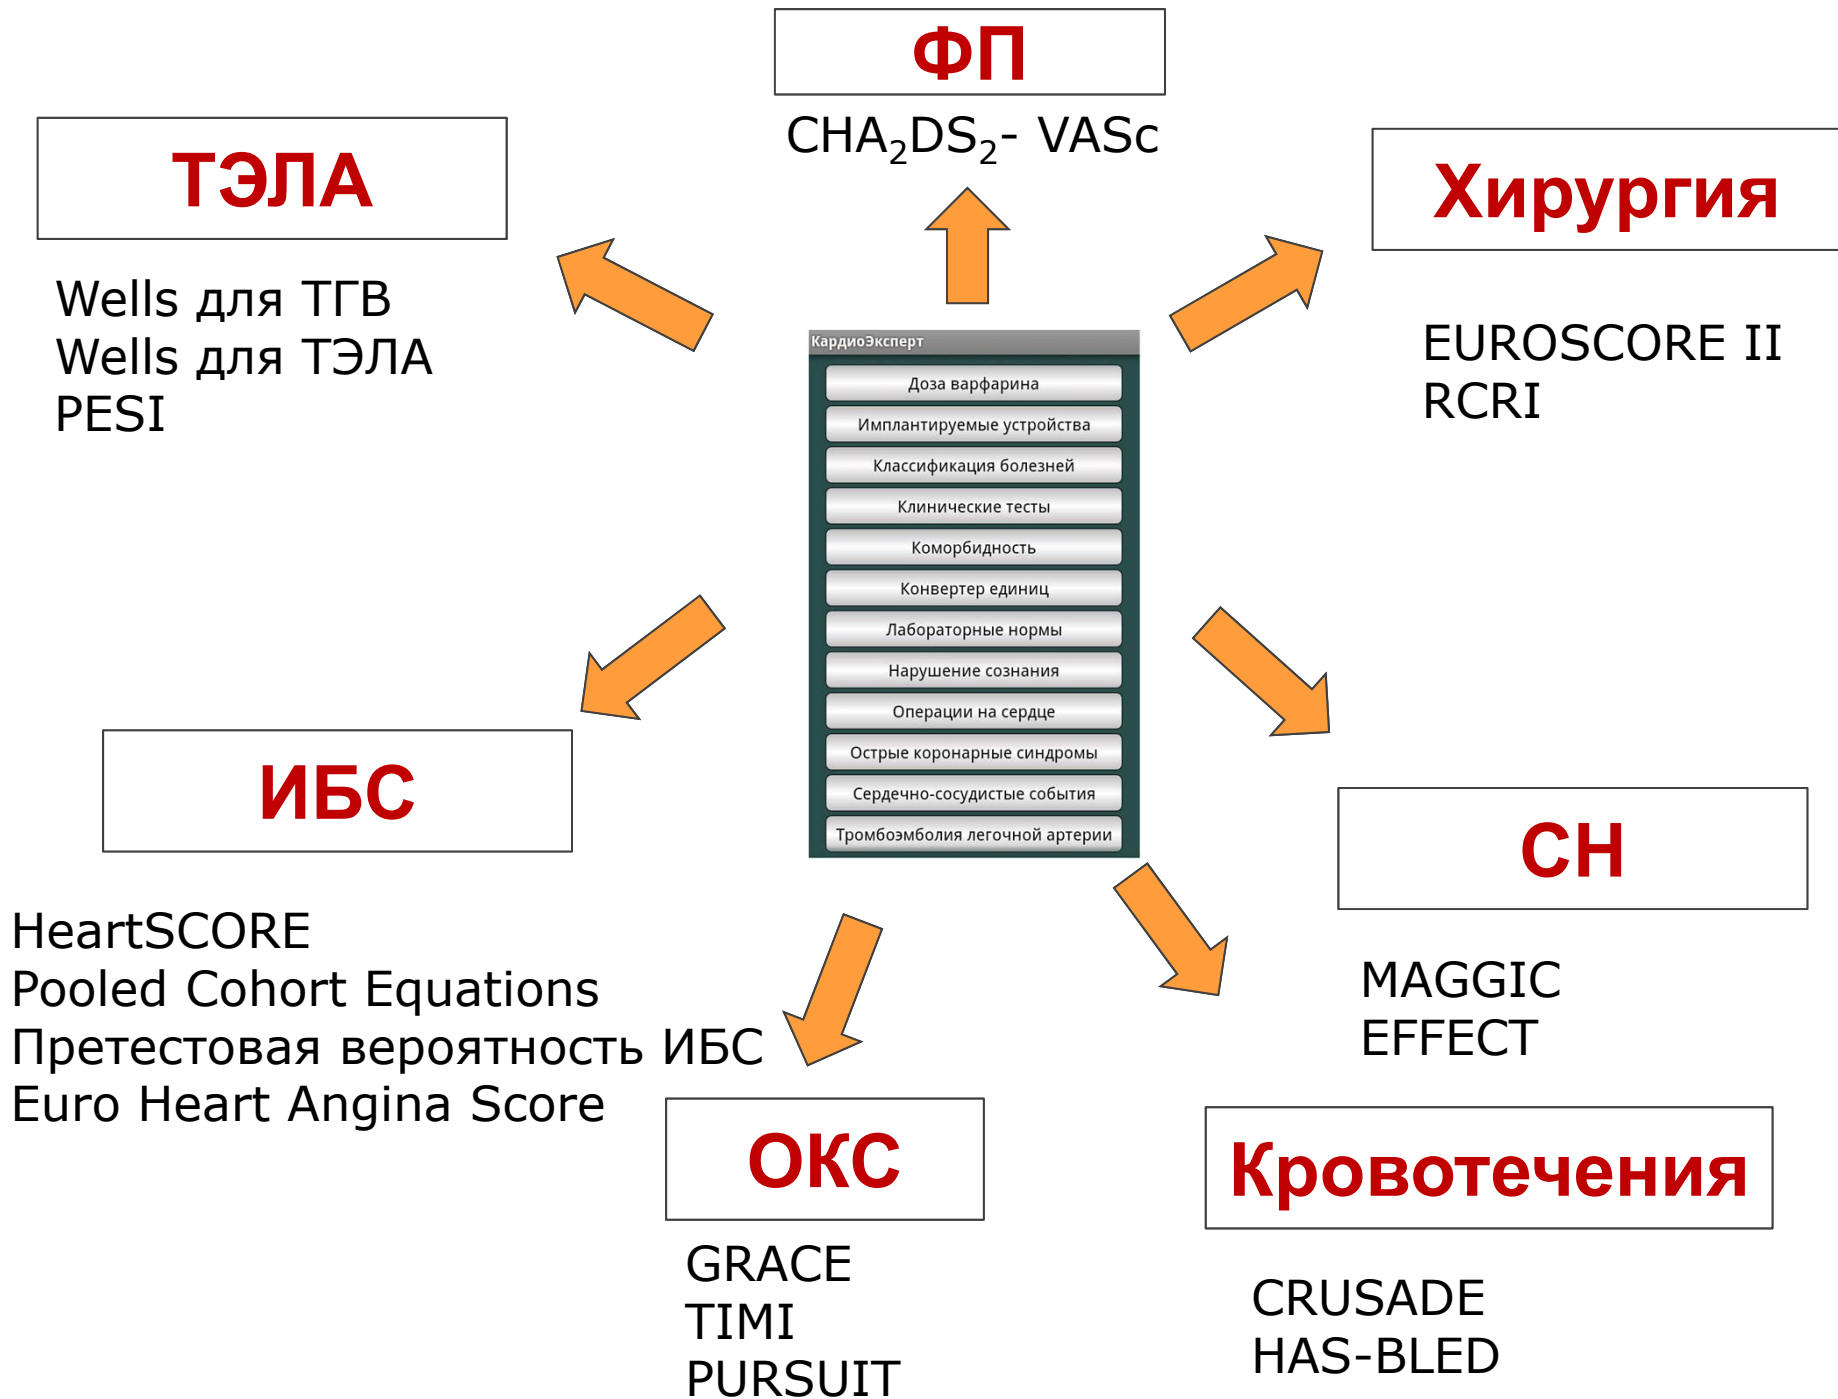 ФП
CHA₂DS₂- VASc
ТЭЛА
Wells для ТГВ
Wells для ТЭЛА
PESI
Хирургия
EUROSCORE II
RCRI
КардиоЭксперт
Доза варфарина
Имплантируемые устройства
Классификация болезней
Клинические тесты
Коморбидность
Конвертер единиц
Лабораторные нормы
Нарушение сознания
Операции на сердце
Острые коронарные синдромы
Сердечно-сосудистые события
Тромбоэмболия легочной артерии
ИБС
HeartSCORE
Pooled Cohort Equations
Претестовая вероятность ИБС
Euro Heart Angina Score
СН
MAGGIC
EFFECT
ОКС
GRACE
TIMI
PURSUIT
Кровотечения
CRUSADE
HAS-BLED